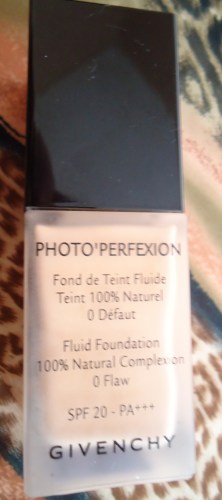 PHOTO'PERFEXION
Fond de Teint Fluide
Teint 100% Naturel
0 Défaut
Fluid Foundation
100% Natural Complexion
0 Flaw
SPF 20 - PA+++
GIVENCHY